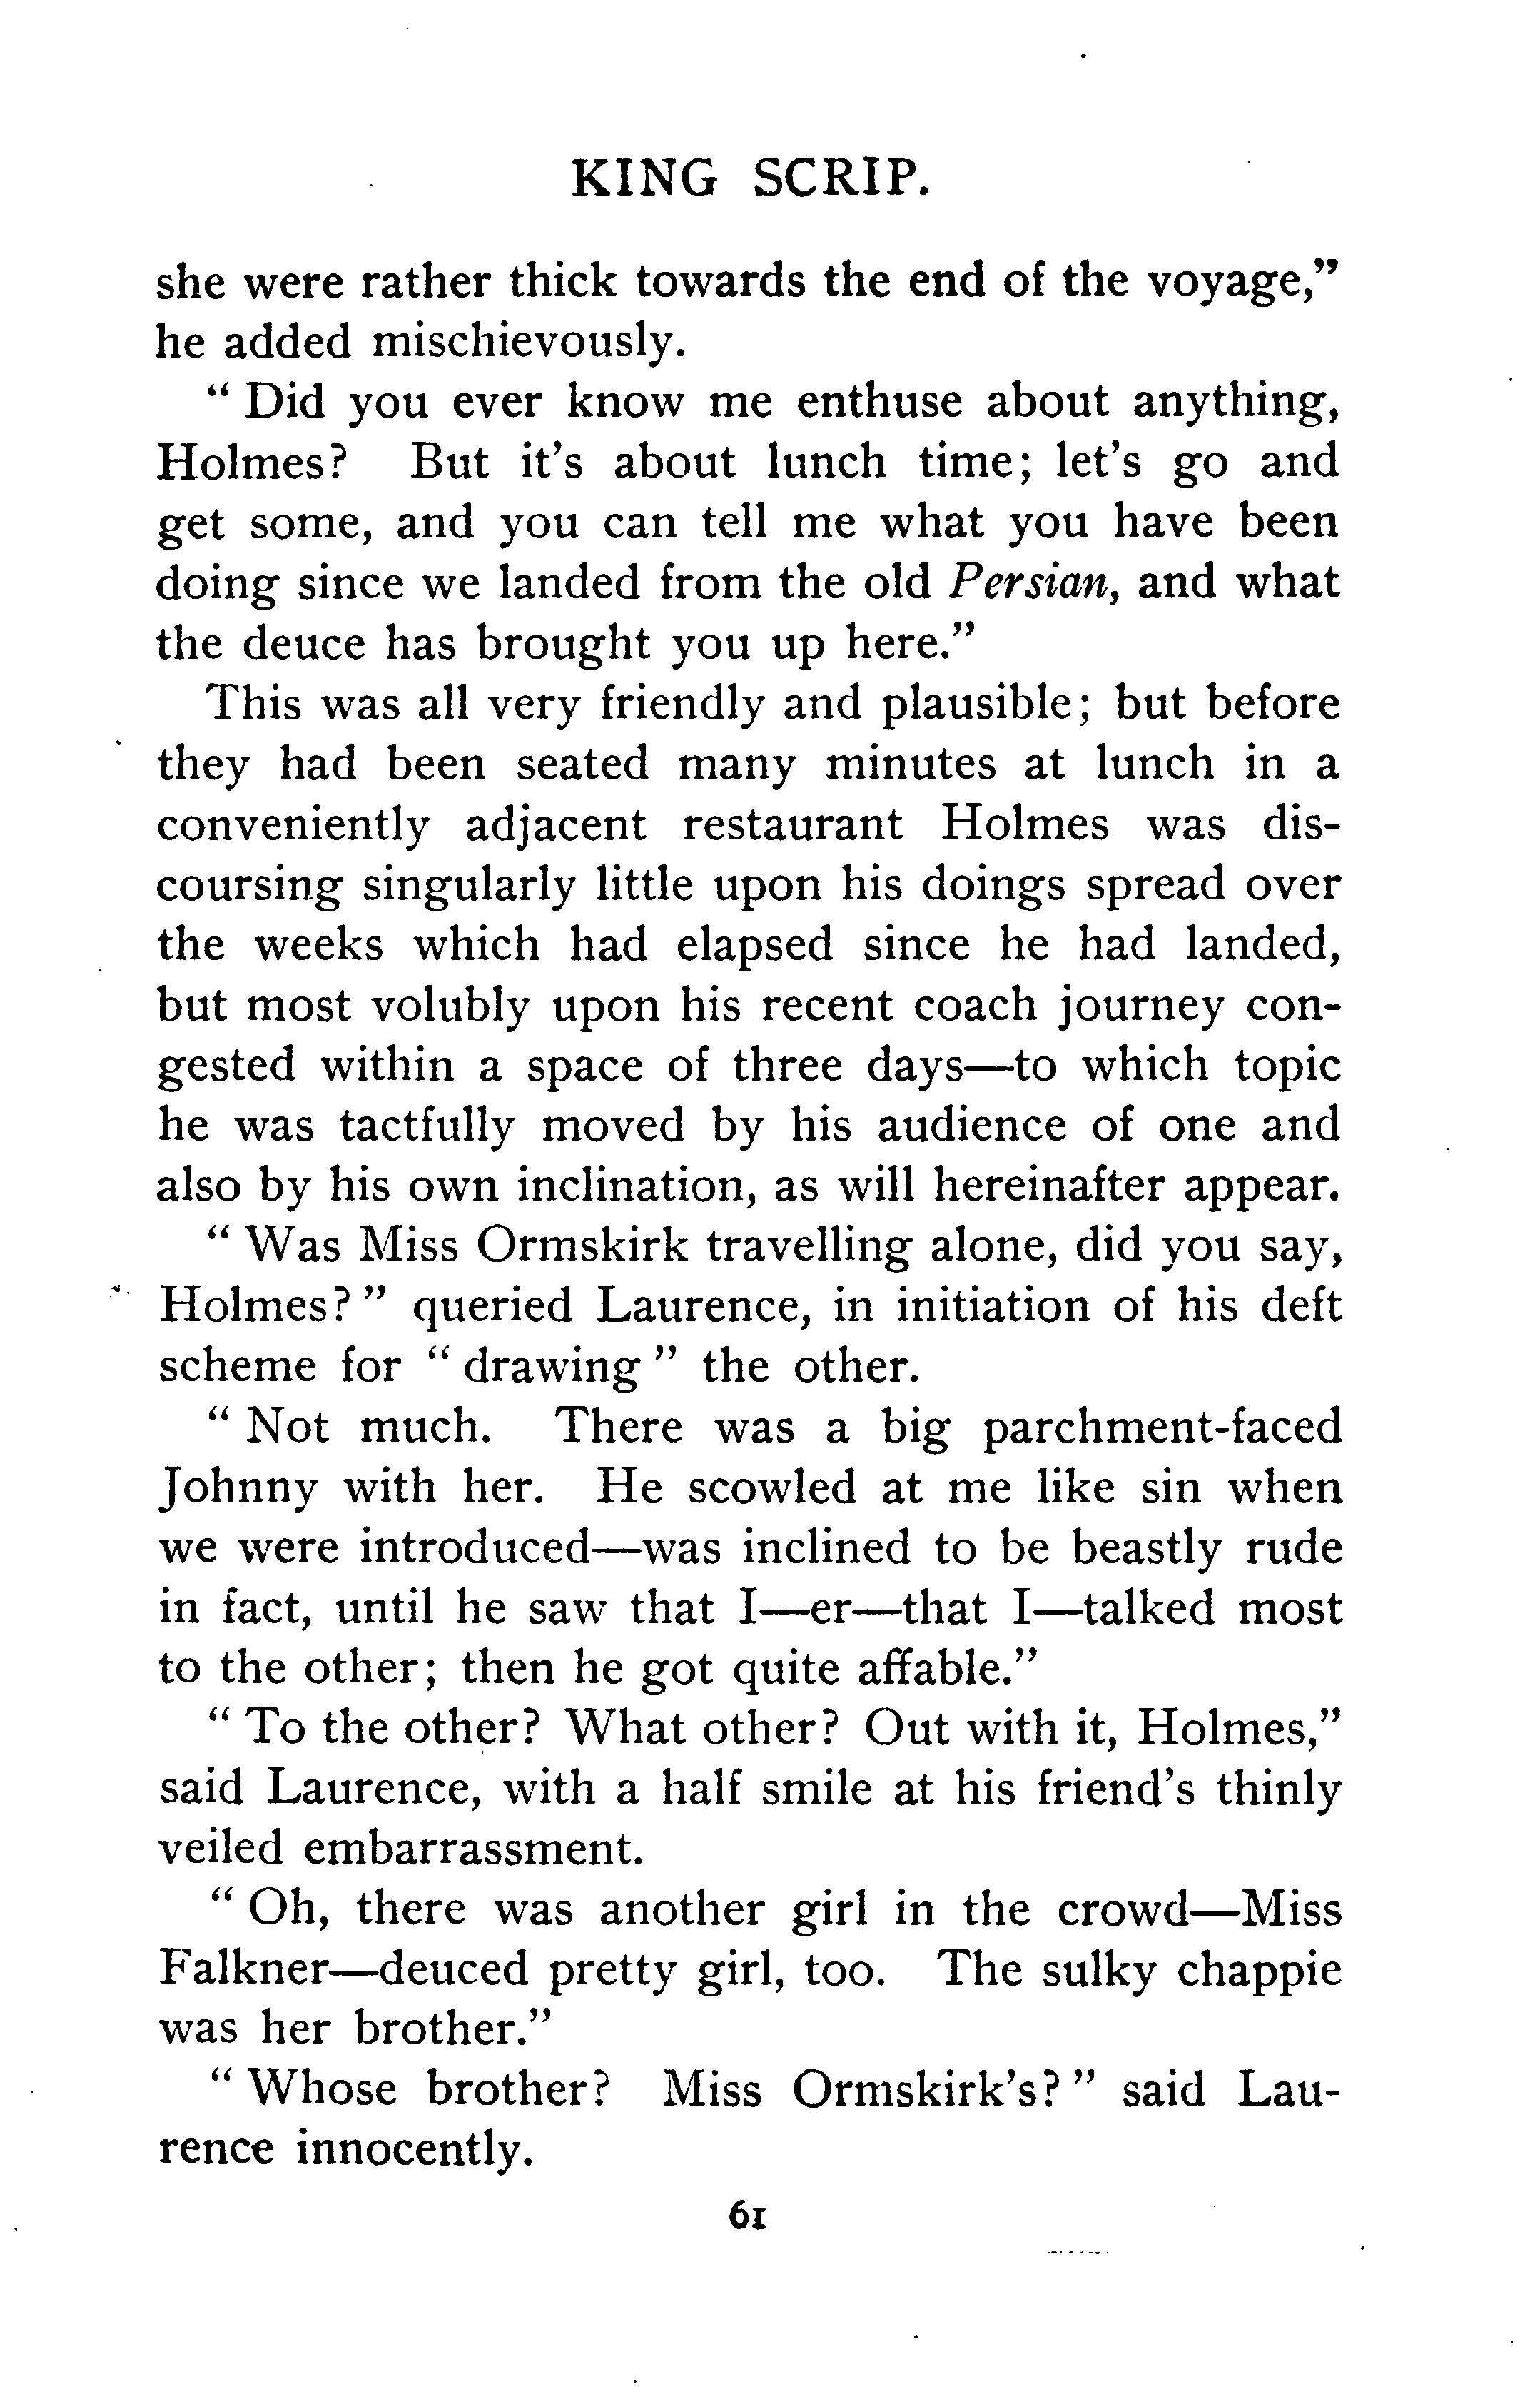 KING SCRIP.
she were rather thick towards the end of the voyage,"
he added mischievously.
" Did you ever know me enthuse about anything,
Holmes? But it's about lunch time; let's go and
get some, and you can tell me what you have been
doing since we landed from the old Persian, and what
the deuce has brought you up here."
This was all very friendly and plausible; but before
they had been seated many minutes at lunch in a
conveniently adjacent restaurant Holmes was dis-
coursing singularly little upon his doings spread over
the weeks which had elapsed since he had landed,
but most volubly upon his recent coach journey con-
gested within a space of three days—to which topic
he was tactfully moved by his audience of one and
also by his own inclination, as will hereinafter appear.
" Was Miss Ormskirk travelling alone, did you say,
Holmes? " queried Laurence, in initiation of his deft
scheme for " drawing " the other.
" Not much. There was a big parchment-faced
Johnny with her. He scowled at me like sin when
we were introduced—was inclined to be beastly rude
in fact, until he saw that I—er—that I—talked most
to the other; then he got quite affable."
" To the other? What other? Out with it, Holmes,"
said Laurence, with a half smile at his friend's thinly
veiled embarrassment.
" Oh, there was another girl in the crowd—Miss
Falkner—deuced pretty girl, too. The sulky chappie
was her brother."
" Whose brother? Miss Ormskirk's? " said Lau-
rence innocently.
61